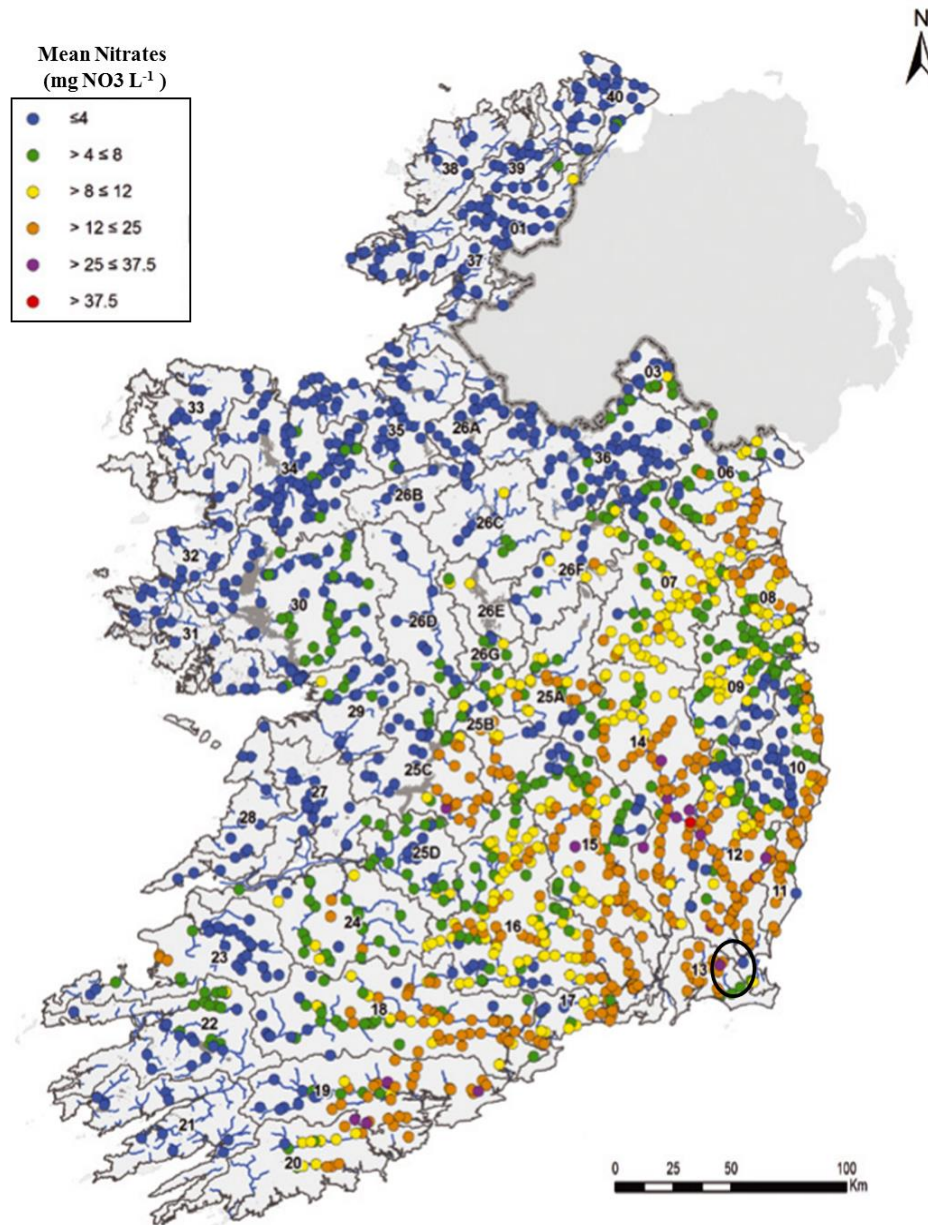 N
Mean Nitrates
(mg NO3 L-1 )
≤4
> 4 ≤ 8
> 8 ≤ 12
> 12 ≤ 25
> 25 ≤ 37.5
> 37.5
40
38
39
01
37
03
33
35
26A
36
06
34
26B
26C
32
26F
07
08
30
26E
31
26D
26G
09
25A
29
25B
14
10
25C
27
28
25D
15
12
11
24
16
23
13
18
17
22
19
21
20
0 25 50 100
Km